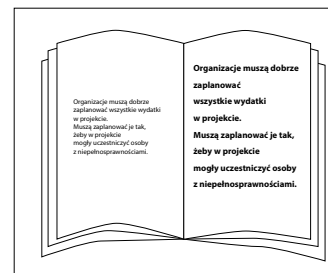 Organizacje muszą dobrze
zaplanować wszystkie wydatki
w projekcie.
Muszą zaplanować je tak,
żeby w projekcie
mogły uczestniczyć osoby
z niepełnosprawnościami.
Organizacje muszą dobrze
zaplanować
wszystkie wydatki
w projekcie.
Muszą zaplanować je tak,
żeby w projekcie
mogły uczestniczyć osoby
z niepełnosprawnościami.